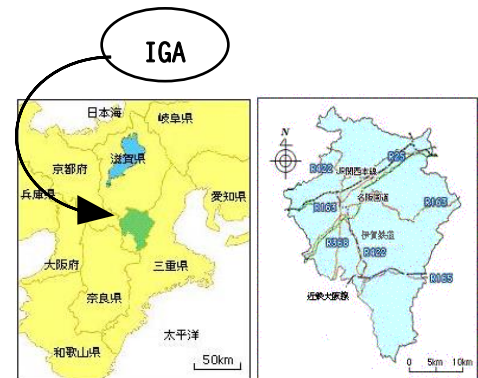 IGA
日本海
岐阜県
滋賀県
京都府
兵庫県
愛知県
大阪府
三重県
奈良県
太平洋
和歌山県
50km
N
R25
R422
JR関西本線
名阪国道
R163
R163
伊賀鉄道
R368
R422
R165
近鉄大阪線
0 5km 10km